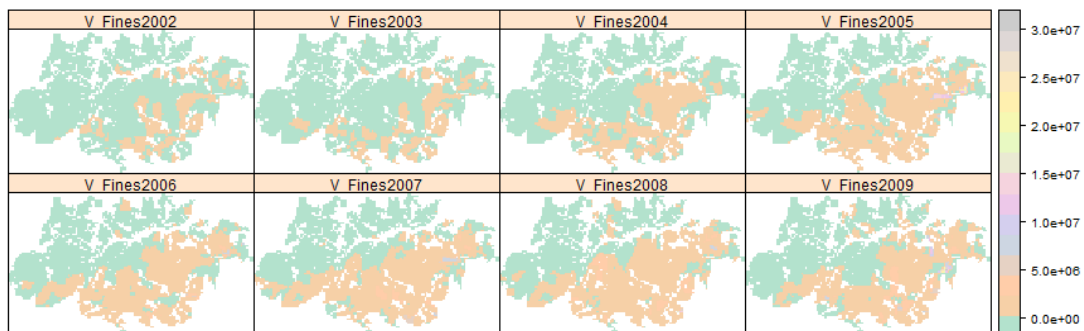 V_Fines2002
V_Fines2003
V_Fines2004
V_Fines2005
V_Fines2006
V_Fines2007
V_Fines2008
V_Fines2009
3.0e+07
2.5e+07
2.0e+07
1.5e+07
1.0e+07
5.0e+06
0.0e+00